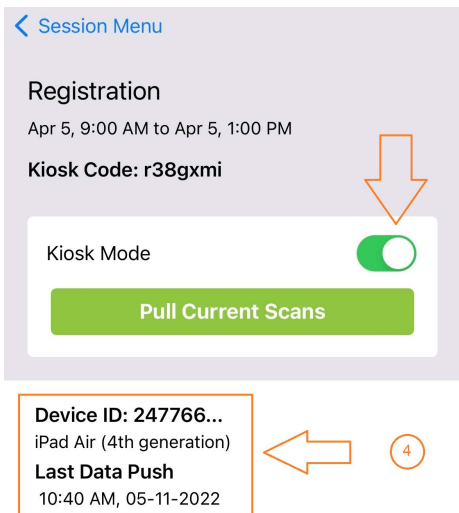 Session Menu
Registration
Apr 5, 9:00 AM to Apr 5, 1:00 PM
Kiosk Code: r38gxmi
Kiosk Mode
Pull Current Scans
Device ID: 247766...
iPad Air (4th generation)
4
Last Data Push
10:40 AM, 05-11-2022